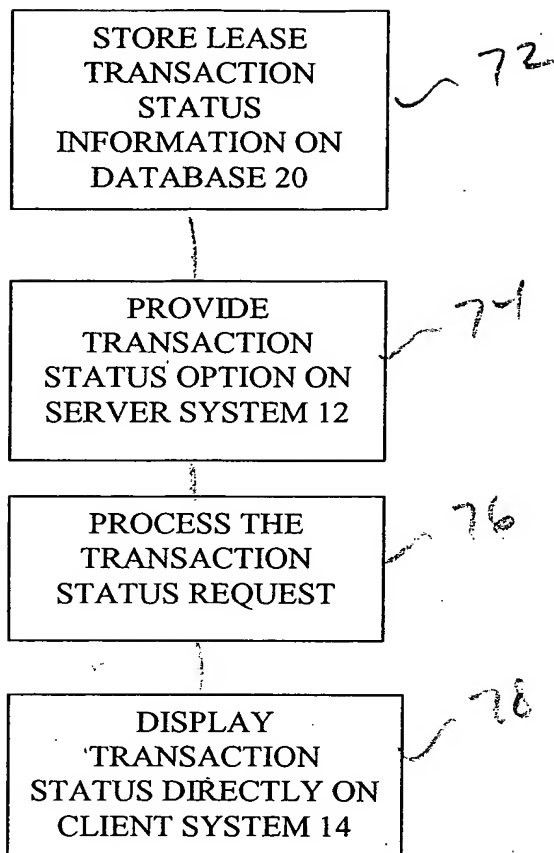 STORE LEASE
TRANSACTION
STATUS
INFORMATION ON
DATABASE 20
72
PROVIDE
TRANSACTION
STATUS OPTION ON
SERVER SYSTEM 12
74
PROCESS THE
TRANSACTION
STATUS REQUEST
76
DISPLAY
TRANSACTION
STATUS DIRECTLY ON
CLIENT SYSTEM 14
78